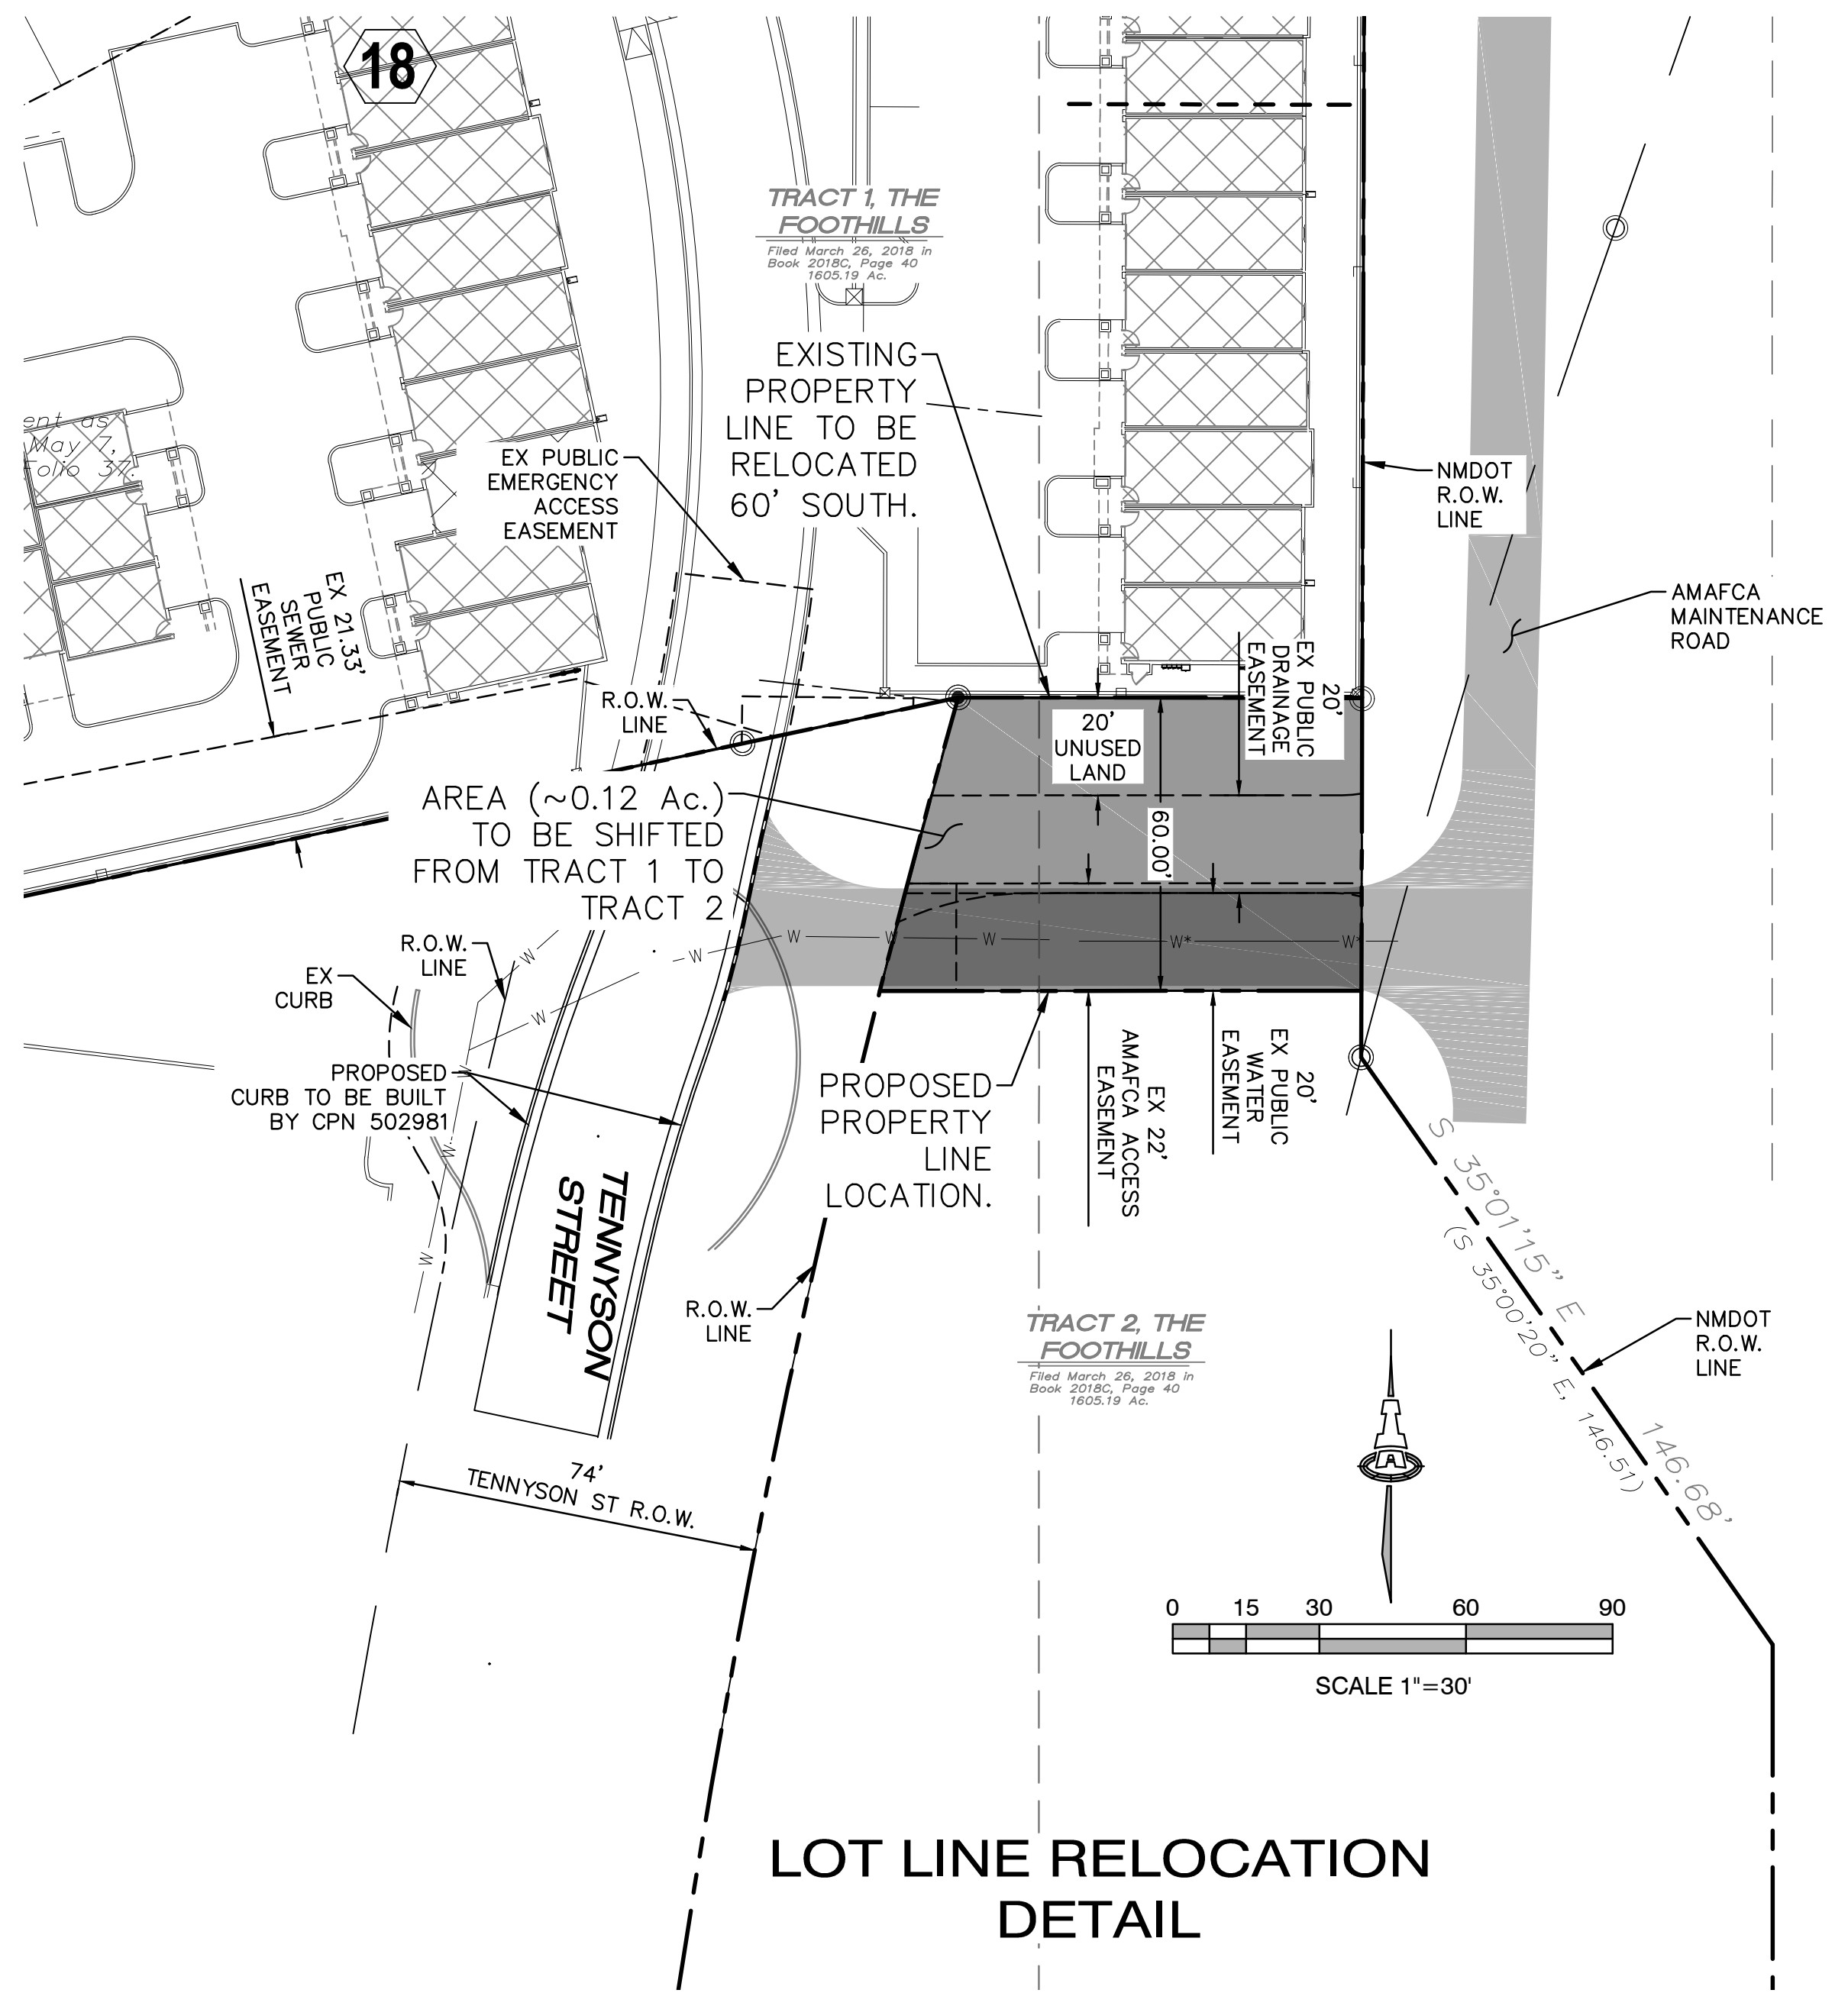 18
TRACT 1, THE
FOOTHILLS
Filed March 26, 2018 in
Book 2018C, Page 40
1605.19 Ac.
EXISTING
PROPERTY
LINE TO BE
RELOCATED
60' SOUTH.
ent as
May 7,
Folio 37.
EX PUBLIC
EMERGENCY
ACCESS
EASEMENT
NMDOT
R.O.W.
LINE
AMAFCA
MAINTENANCE
ROAD
EX 21.33'
PUBLIC
SEWER
EASEMENT
R.O.W.
LINE
20'
UNUSED
LAND
20'
EX PUBLIC
DRAINAGE
EASEMENT
60.00'
AREA (~0.12 Ac.)
TO BE SHIFTED
FROM TRACT 1 TO
TRACT 2
W W W W W* W*
R.O.W.
LINE
W
W
EX
CURB
PROPOSED
CURB TO BE BUILT
BY CPN 502981
W
W
PROPOSED
PROPERTY
LINE
LOCATION.
EX 22'
AMAFCA ACCESS
EASEMENT
20'
EX PUBLIC
WATER
EASEMENT
TENNYSON
STREET
R.O.W.
LINE
S 35°01'15" E
146.68'
(S 35°00'20" E, 146.51)
NMDOT
R.O.W.
LINE
TRACT 2, THE
FOOTHILLS
Filed March 26, 2018 in
Book 2018C, Page 40
1605.19 Ac.
74'
TENNYSON ST R.O.W.
A
0 15 30 60 90
SCALE 1"=30'
LOT LINE RELOCATION
DETAIL